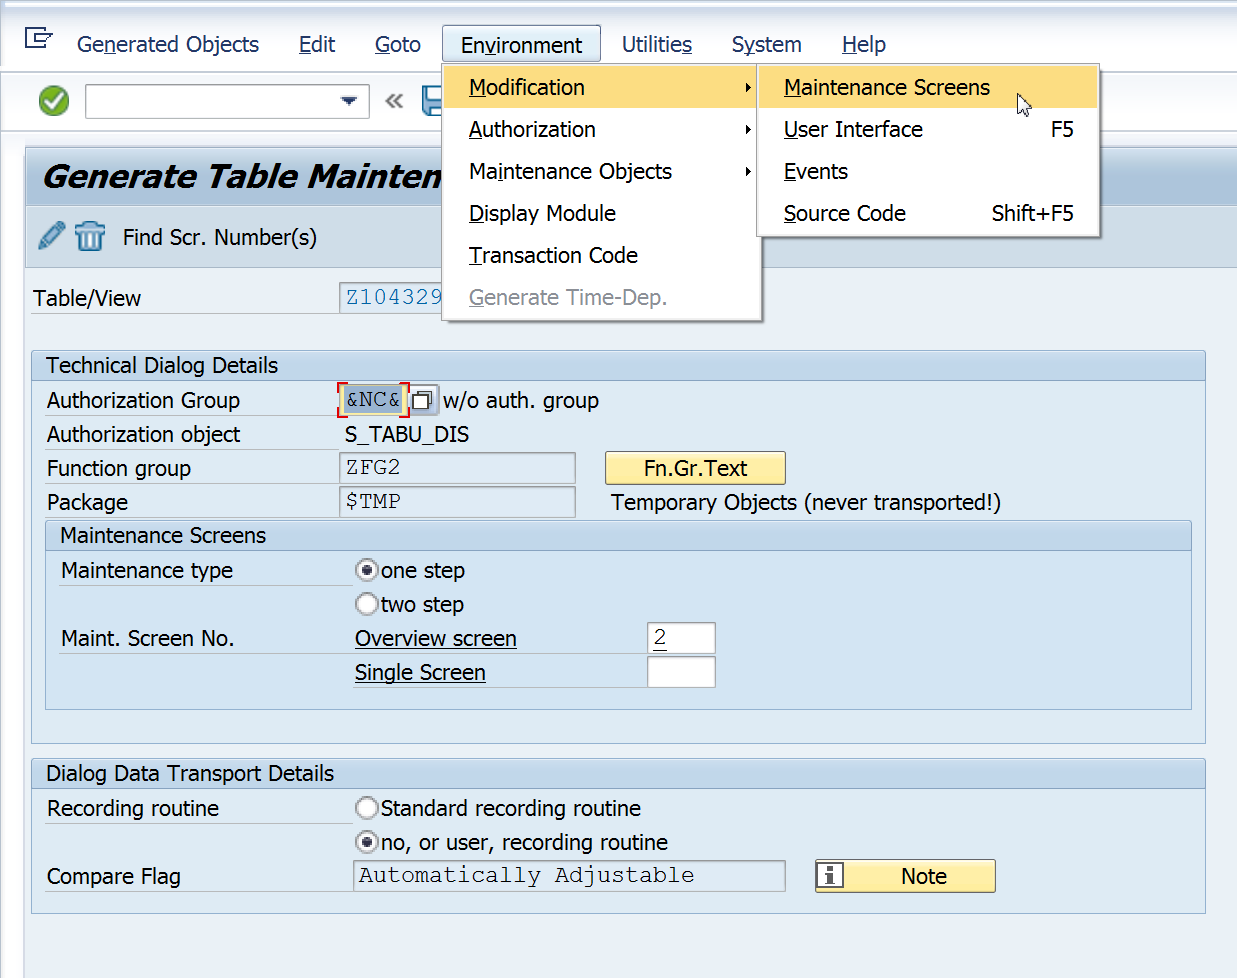 Generated Objects Edit Goto Environment Utilities System Help
Modification
Authorization
Maintenance Objects
Display Module
Transaction Code
Generate Time-Dep.
Maintenance Screens
User Interface F5
Events
Source Code Shift+F5
Generate Table
Find Scr. Number(s)
Table/View Z104329
Technical Dialog Details
Authorization Group &NC& w/o auth. group
Authorization object S_TABU_DIS
Function group ZFG2 Fn.Gr.Text
Package $TMP Temporary Objects (never transported!)
Maintenance Screens
Maintenance type one step
two step
Maint. Screen No. Overview screen 2
Single Screen
Dialog Data Transport Details
Recording routine Standard recording routine
no, or user, recording routine
Compare Flag Automatically Adjustable Note